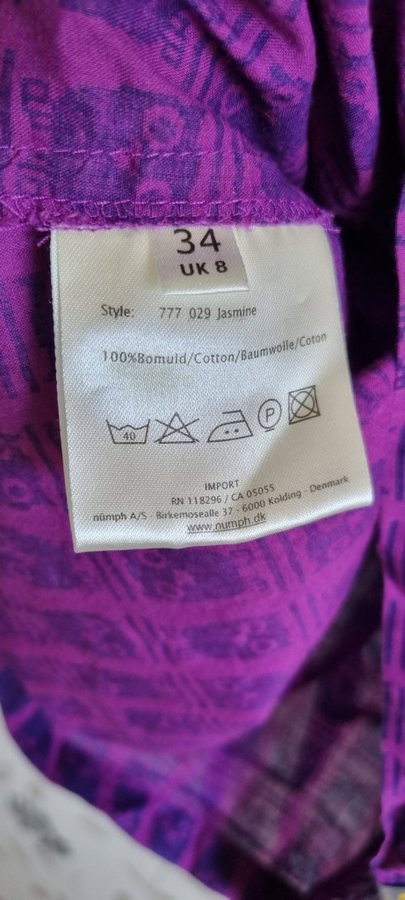 34
UK 8
Style: 777 029 Jasmine
100%Bomuld/Cotton/Baumwolle/Coton
40 P
IMPORT
RN 118296 / CA 05055
nümph A/S · Birkemosealle 37 · 6000 Kolding · Denmark
www.numph.dk